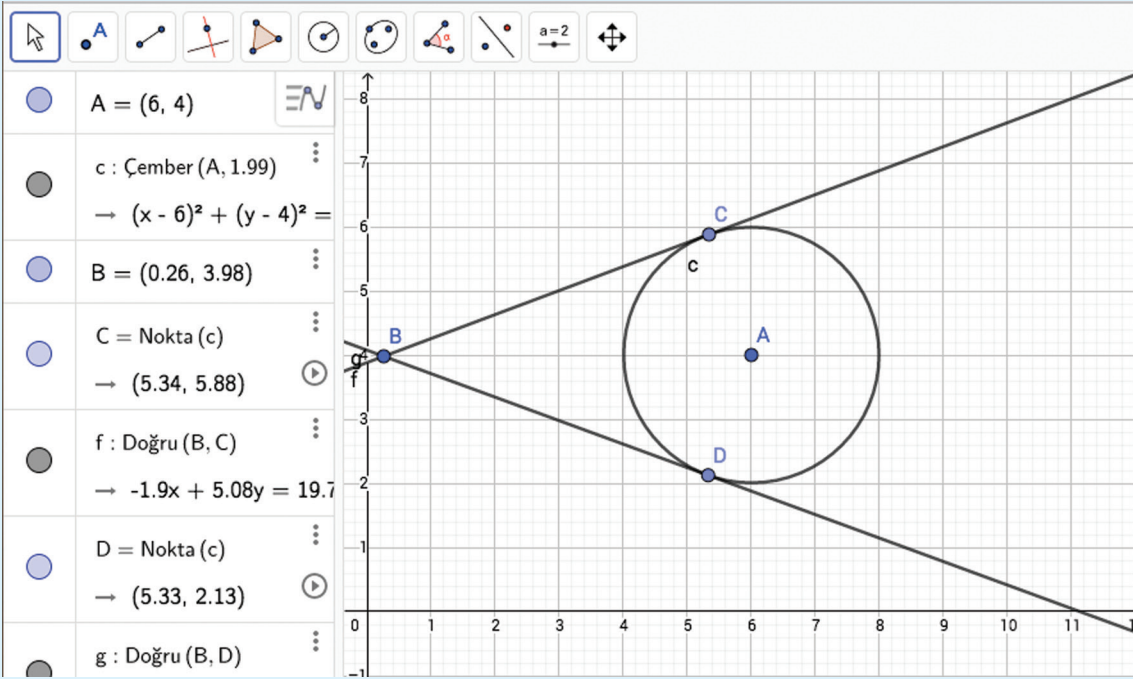 A
α
a=2
A = (6, 4)
c : Çember (A, 1.99)
→ (x - 6)² + (y - 4)² =
B = (0.26, 3.98)
C = Nokta (c)
→ (5.34, 5.88)
f : Doğru (B, C)
→ -1.9x + 5.08y = 19.7
D = Nokta (c)
→ (5.33, 2.13)
g : Doğru (B, D)
8
7
6
C
c
5
B
A
g
4
f
3
D
2
1
0 1 2 3 4 5 6 7 8 9 10 11 1
-1